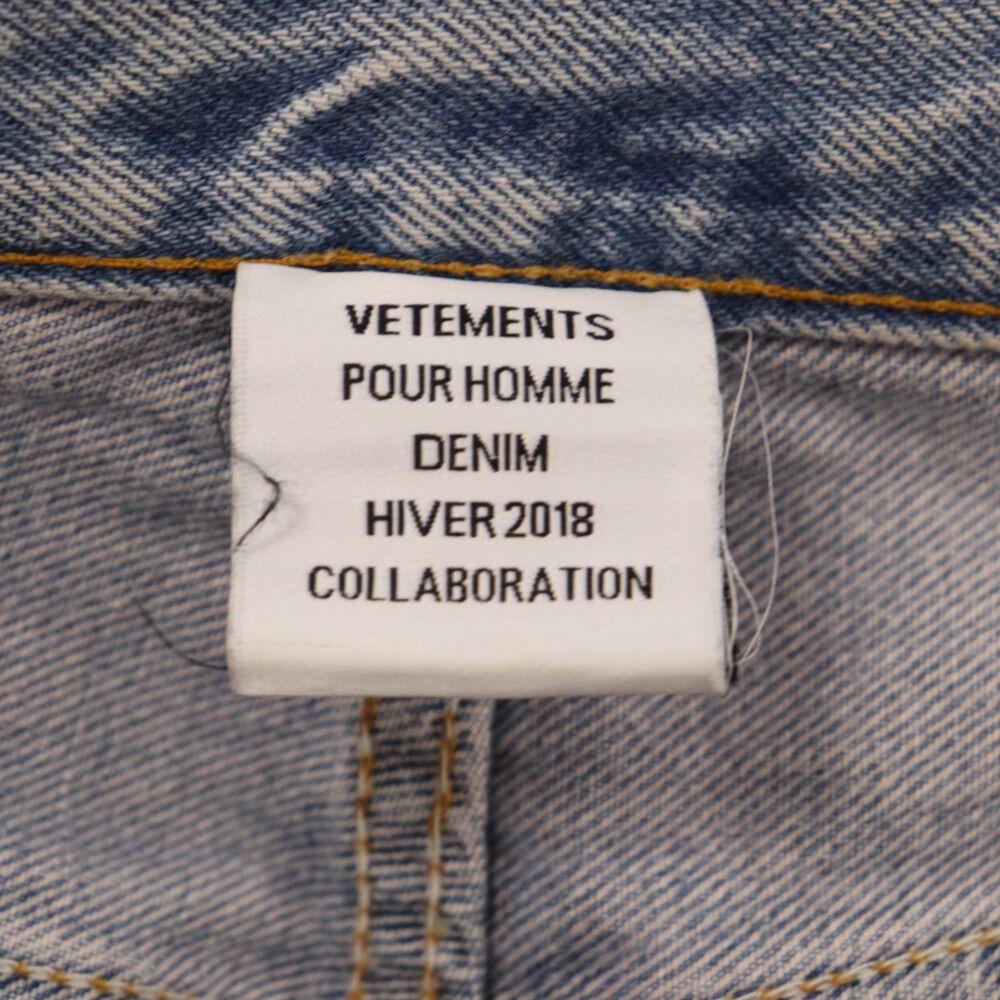 VETEMENTS
POUR HOMME
DENIM
HIVER 2018
COLLABORATION